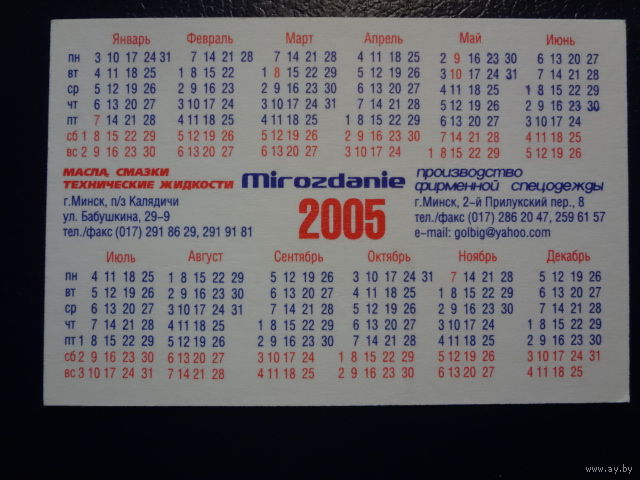 Январь Февраль Март Апрель Май Июнь
пн 3 10 17 24 31 7 14 21 28 7 14 21 28 4 11 18 25 2 9 16 23 30 6 13 20 27
вт 4 11 18 25 1 8 15 22 1 8 15 22 29 5 12 19 26 3 10 17 24 31 7 14 21 28
ср 5 12 19 26 2 9 16 23 2 9 16 23 30 6 13 20 27 4 11 18 25 1 8 15 22 29
чт 6 13 20 27 3 10 17 24 3 10 17 24 31 7 14 21 28 5 12 19 26 2 9 16 23 30
пт 7 14 21 28 4 11 18 25 4 11 18 25 1 8 15 22 29 6 13 20 27 3 10 17 24
сб 1 8 15 22 29 5 12 19 26 5 12 19 26 2 9 16 23 30 7 14 21 28 4 11 18 25
вс 2 9 16 23 30 6 13 20 27 6 13 20 27 3 10 17 24 1 8 15 22 29 5 12 19 26
МАСЛА, СМАЗКИ
ТЕХНИЧЕСКИЕ ЖИДКОСТИ
г.Минск, п/з Калядичи
ул. Бабушкина, 29-9
тел./факс (017) 291 86 29, 291 91 81
Mirozdanie
2005
производство
фирменной спецодежды
г.Минск, 2-й Прилукский пер., 8
тел./факс (017) 286 20 47, 259 61 57
e-mail: golbig@yahoo.com
Июль Август Сентябрь Октябрь Ноябрь Декабрь
пн 4 11 18 25 1 8 15 22 29 5 12 19 26 3 10 17 24 31 7 14 21 28 5 12 19 26
вт 5 12 19 26 2 9 16 23 30 6 13 20 27 4 11 18 25 1 8 15 22 29 6 13 20 27
ср 6 13 20 27 3 10 17 24 31 7 14 21 28 5 12 19 26 2 9 16 23 30 7 14 21 28
чт 7 14 21 28 4 11 18 25 1 8 15 22 29 6 13 20 27 3 10 17 24 1 8 15 22 29
пт 1 8 15 22 29 5 12 19 26 2 9 16 23 30 7 14 21 28 4 11 18 25 2 9 16 23 30
сб 2 9 16 23 30 6 13 20 27 3 10 17 24 1 8 15 22 29 5 12 19 26 3 10 17 24 31
вс 3 10 17 24 31 7 14 21 28 4 11 18 25 2 9 16 23 30 6 13 20 27 4 11 18 25
www.ay.by